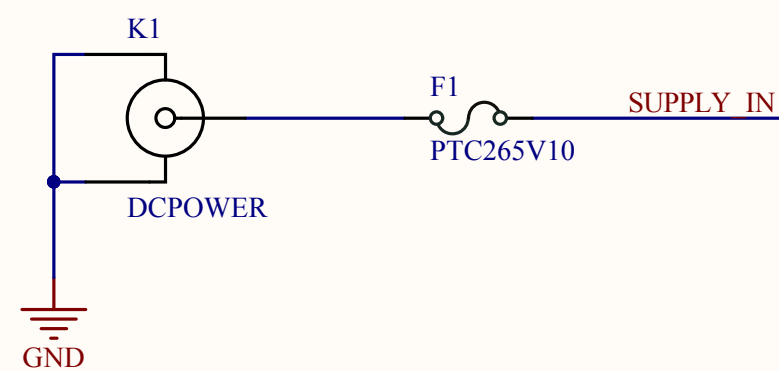 K1
F1
SUPPLY_IN
PTC265V10
DCPOWER
GND